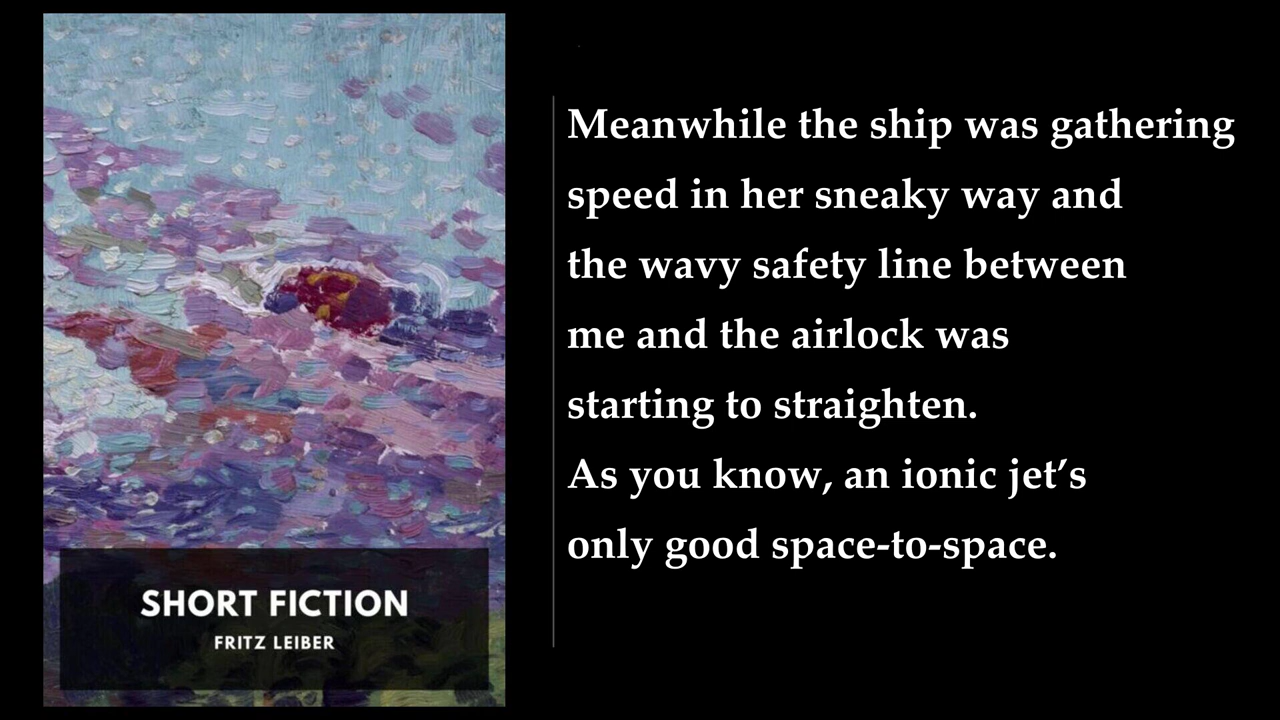 Meanwhile the ship was gathering
speed in her sneaky way and
the wavy safety line between
me and the airlock was
starting to straighten.
As you know, an ionic jet’s
only good space-to-space.
SHORT FICTION
FRITZ LEIBER